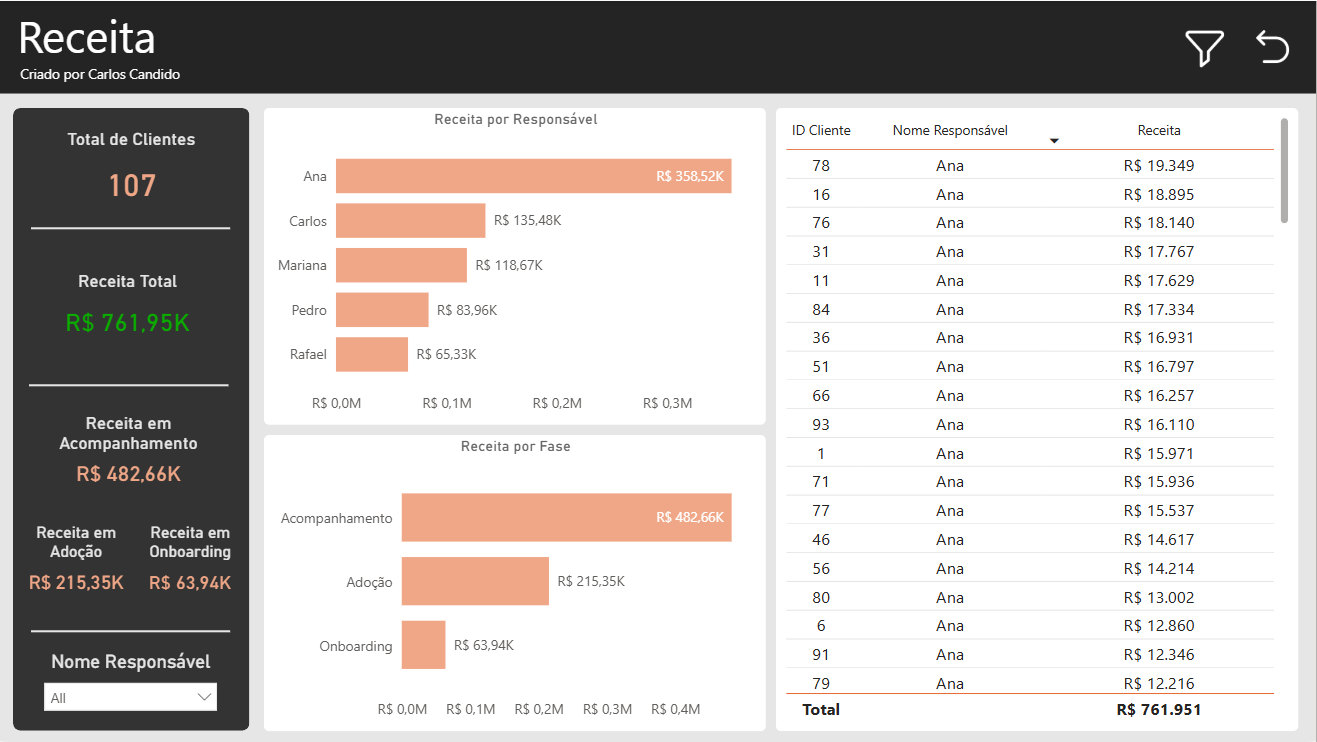 Receita
Criado por Carlos Candido
Total de Clientes
107
Receita Total
R$ 761,95K
Receita em
Acompanhamento
R$ 482,66K
Receita em
Adoção
R$ 215,35K
Receita em
Onboarding
R$ 63,94K
Nome Responsável
All
Receita por Responsável
Ana R$ 358,52K
Carlos R$ 135,48K
Mariana R$ 118,67K
Pedro R$ 83,96K
Rafael R$ 65,33K
R$ 0,0M R$ 0,1M R$ 0,2M R$ 0,3M
Receita por Fase
Acompanhamento R$ 482,66K
Adoção R$ 215,35K
Onboarding R$ 63,94K
R$ 0,0M R$ 0,1M R$ 0,2M R$ 0,3M R$ 0,4M
ID Cliente Nome Responsável Receita
78 Ana R$ 19.349
16 Ana R$ 18.895
76 Ana R$ 18.140
31 Ana R$ 17.767
11 Ana R$ 17.629
84 Ana R$ 17.334
36 Ana R$ 16.931
51 Ana R$ 16.797
66 Ana R$ 16.257
93 Ana R$ 16.110
1 Ana R$ 15.971
71 Ana R$ 15.936
77 Ana R$ 15.537
46 Ana R$ 14.617
56 Ana R$ 14.214
80 Ana R$ 13.002
6 Ana R$ 12.860
91 Ana R$ 12.346
79 Ana R$ 12.216
Total R$ 761.951